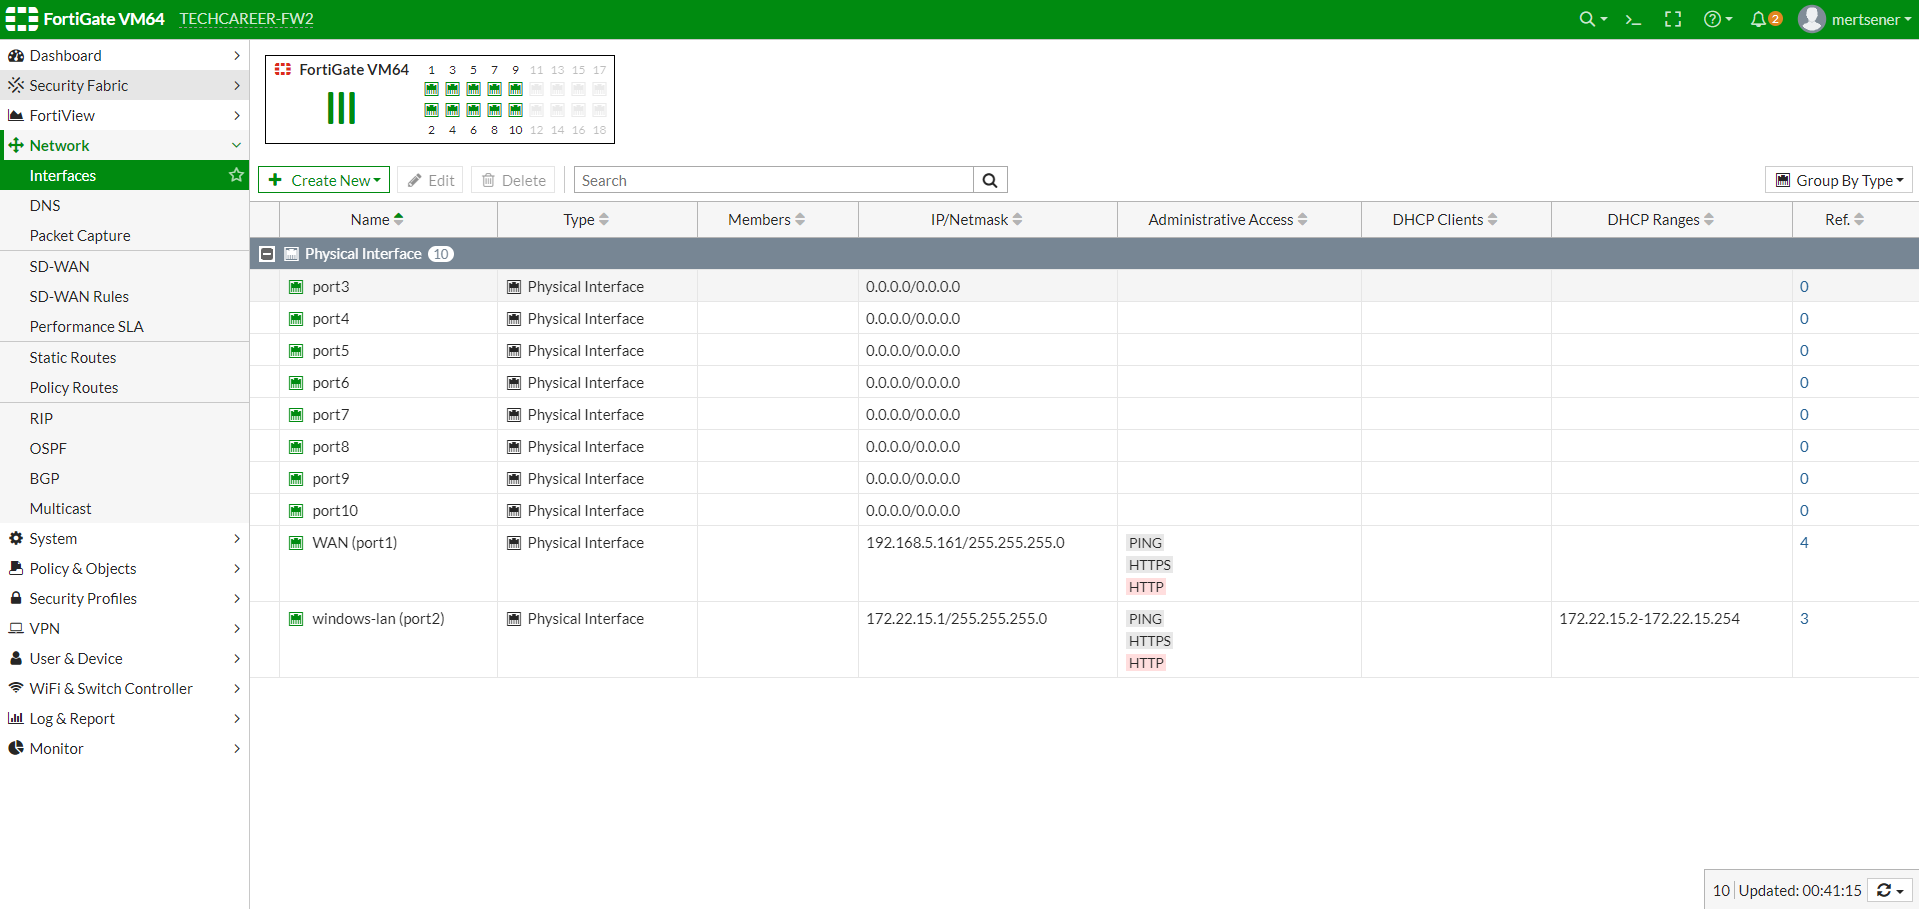 FortiGate VM64 TECHCAREER-FW2 2 mertsener
Dashboard
Security Fabric
FortiView
Network
Interfaces
DNS
Packet Capture
SD-WAN
SD-WAN Rules
Performance SLA
Static Routes
Policy Routes
RIP
OSPF
BGP
Multicast
System
Policy & Objects
Security Profiles
VPN
User & Device
WiFi & Switch Controller
Log & Report
Monitor
FortiGate VM64 1 3 5 7 9 11 13 15 17
2 4 6 8 10 12 14 16 18
Create New Edit Delete Search Group By Type
Name Type Members IP/Netmask Administrative Access DHCP Clients DHCP Ranges Ref.
Physical Interface 10
port3 Physical Interface 0.0.0.0/0.0.0.0 0
port4 Physical Interface 0.0.0.0/0.0.0.0 0
port5 Physical Interface 0.0.0.0/0.0.0.0 0
port6 Physical Interface 0.0.0.0/0.0.0.0 0
port7 Physical Interface 0.0.0.0/0.0.0.0 0
port8 Physical Interface 0.0.0.0/0.0.0.0 0
port9 Physical Interface 0.0.0.0/0.0.0.0 0
port10 Physical Interface 0.0.0.0/0.0.0.0 0
WAN (port1) Physical Interface 192.168.5.161/255.255.255.0 PING 4
HTTPS
HTTP
windows-lan (port2) Physical Interface 172.22.15.1/255.255.255.0 PING 172.22.15.2-172.22.15.254 3
HTTPS
HTTP
10 Updated: 00:41:15